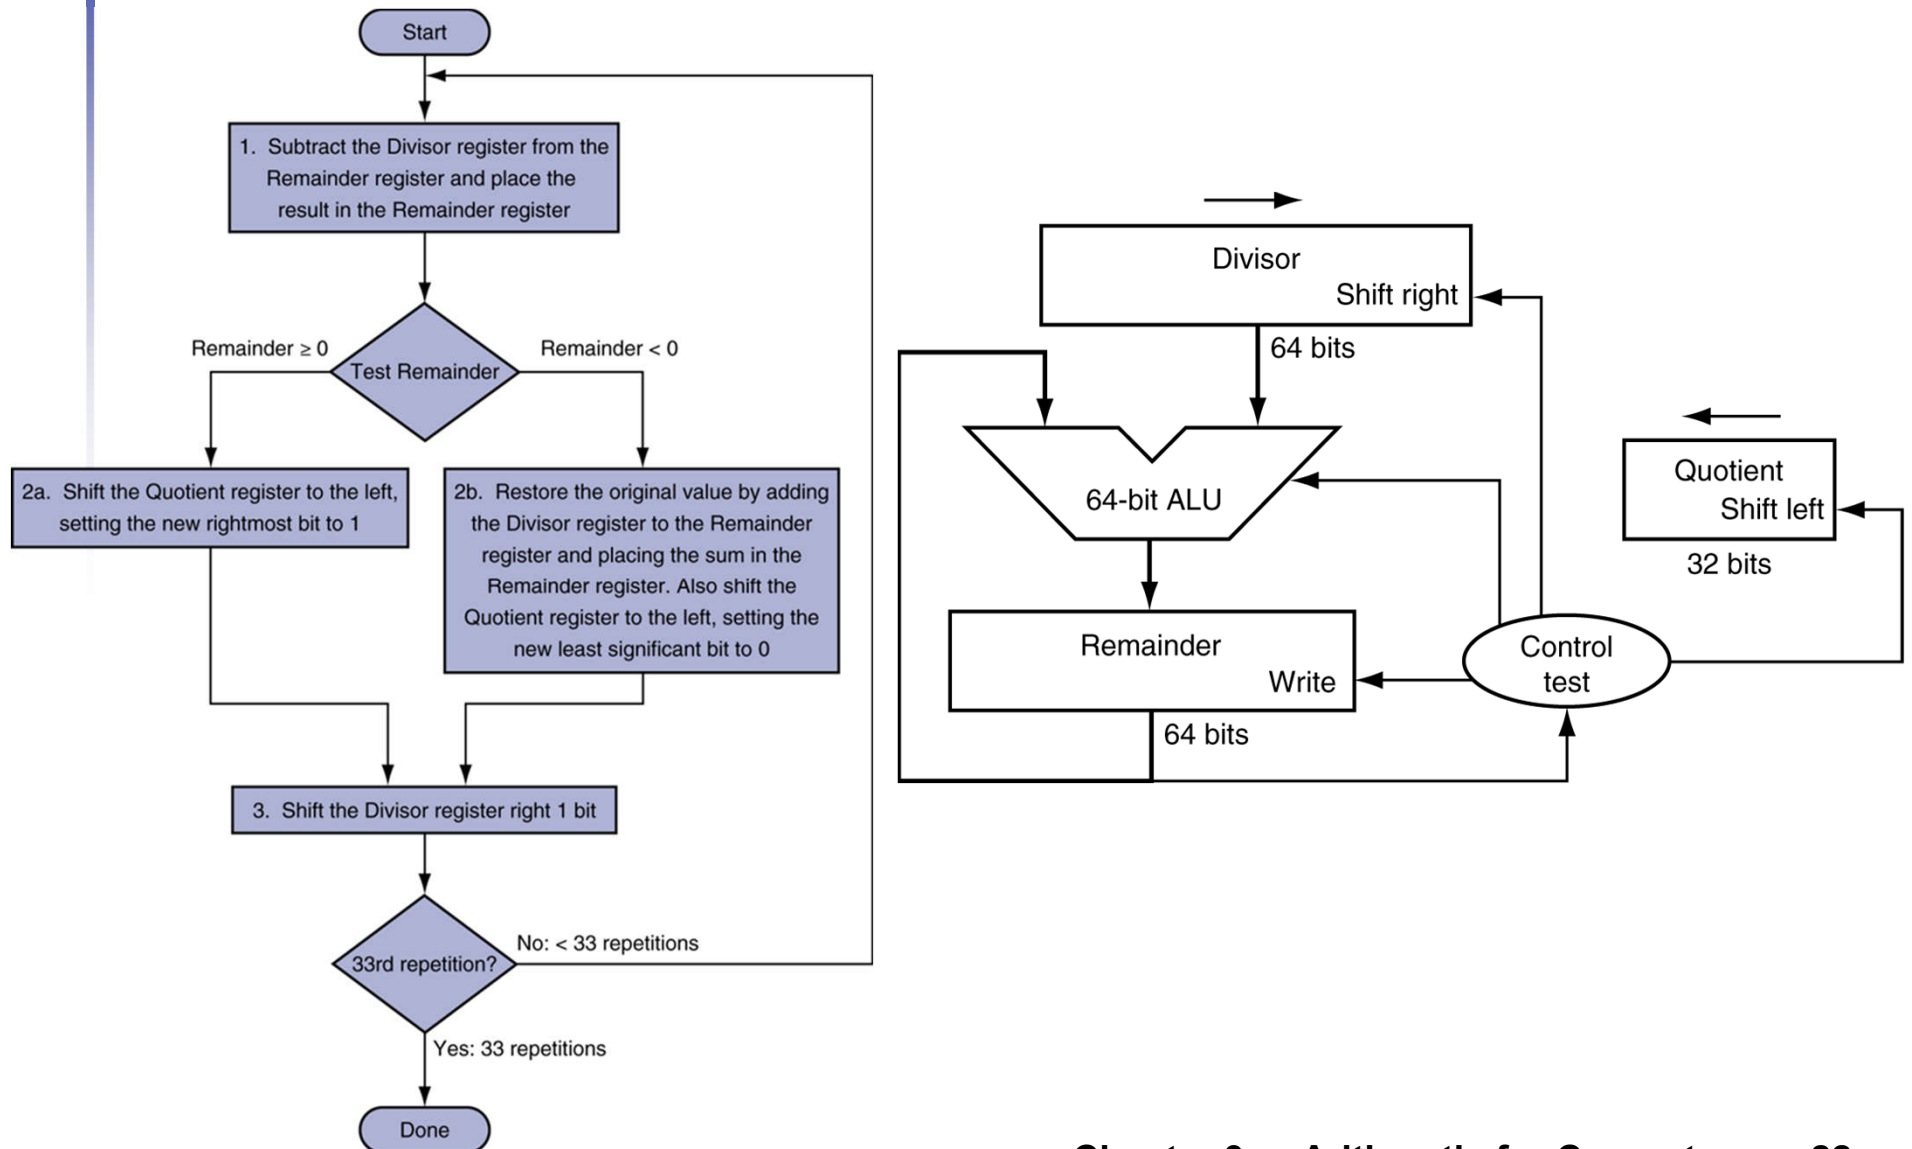 Start
1. Subtract the Divisor register from the
Remainder register and place the
result in the Remainder register
Remainder ≥ 0
Test Remainder
Remainder < 0
2a. Shift the Quotient register to the left,
setting the new rightmost bit to 1
2b. Restore the original value by adding
the Divisor register to the Remainder
register and placing the sum in the
Remainder register. Also shift the
Quotient register to the left, setting the
new least significant bit to 0
3. Shift the Divisor register right 1 bit
33rd repetition?
No: < 33 repetitions
Yes: 33 repetitions
Done
Divisor
Shift right
64 bits
64-bit ALU
Quotient
Shift left
32 bits
Remainder
Write
64 bits
Control
test